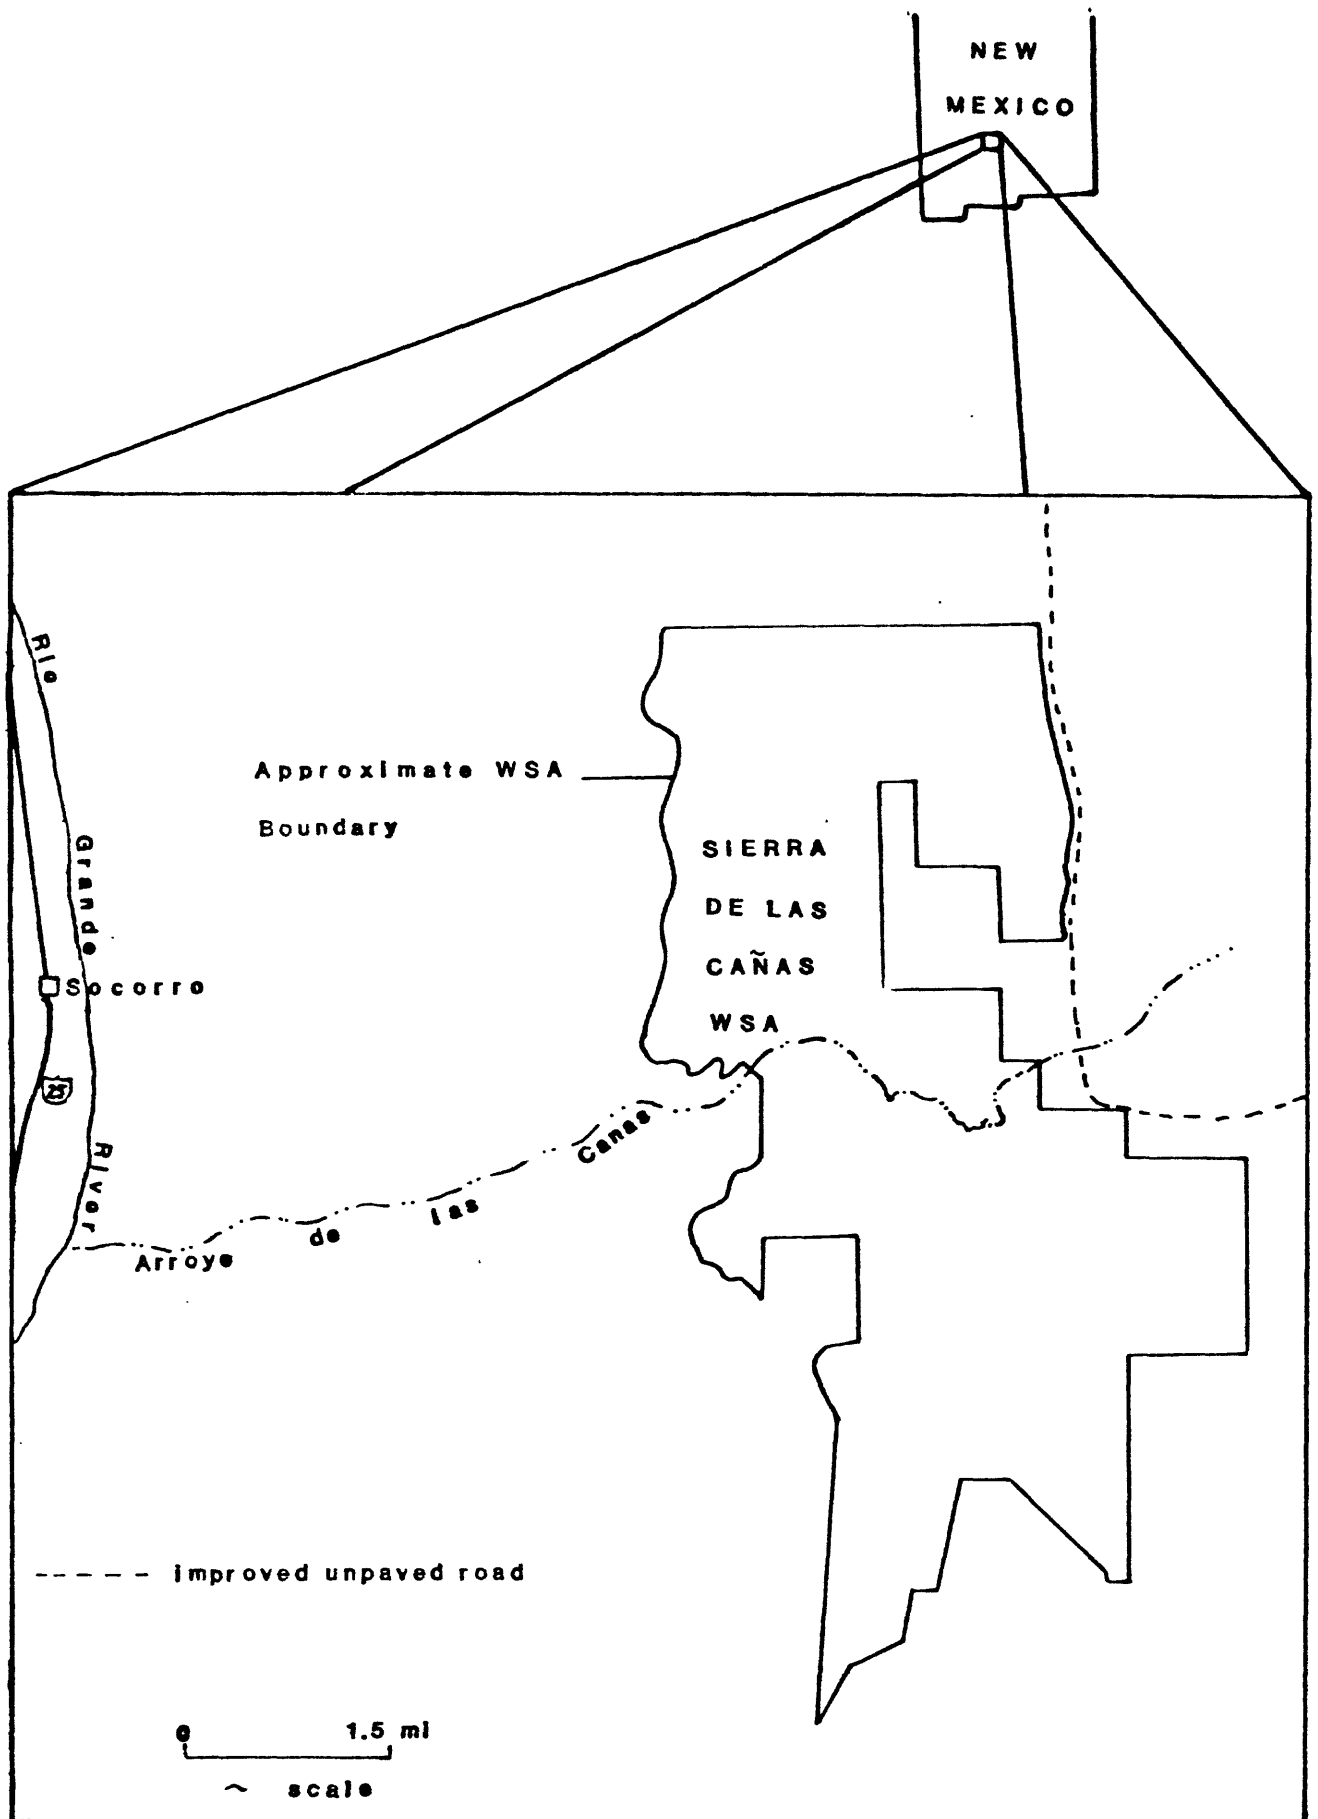 NEW
MEXICO
Rio
Grande
River
Approximate WSA
Boundary
SIERRA
DE LAS
CAÑAS
WSA
Socorro
25
Arroyo de las Canas
improved unpaved road
0 1.5 mi
~ scale